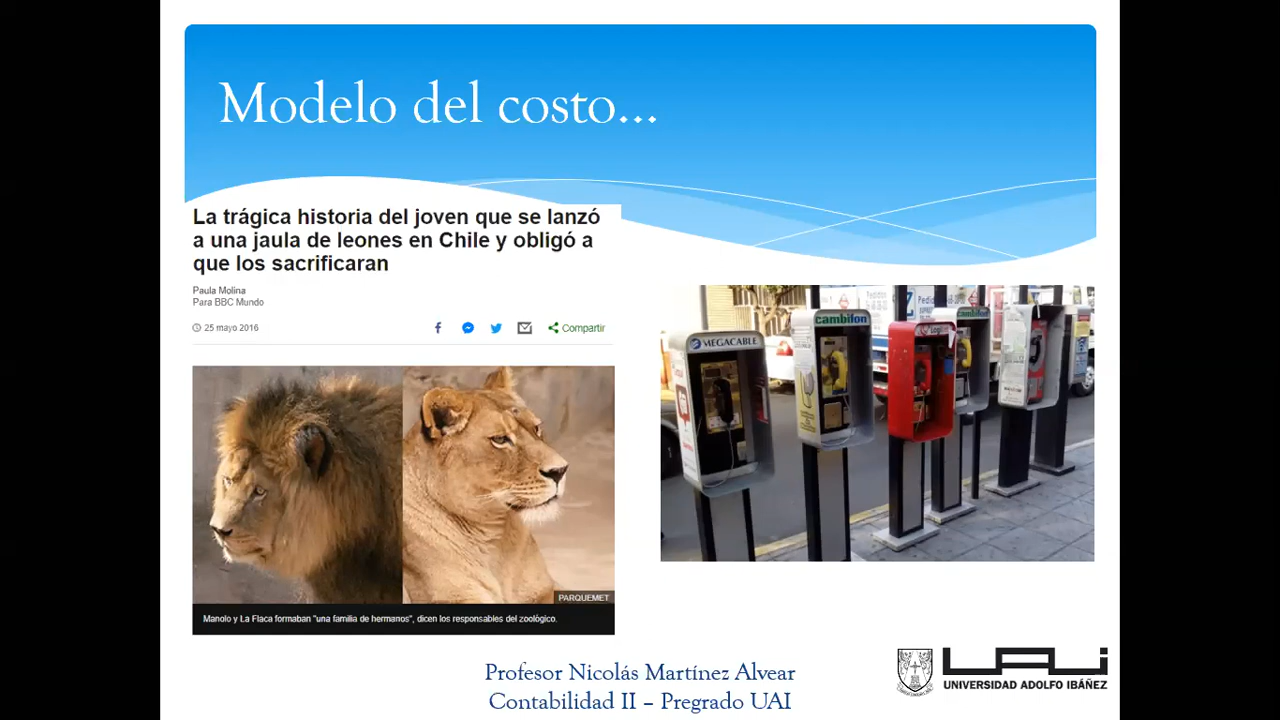 Modelo del costo...
La trágica historia del joven que se lanzó
a una jaula de leones en Chile y obligó a
que los sacrificaran
Paula Molina
Para BBC Mundo
25 mayo 2016
Compartir
PARQUEMET
Manolo y La Flaca formaban "una familia de hermanos", dicen los responsables del zoológico.
MEGACABLE
cambifon
cambifon
Profesor Nicolás Martínez Alvear
Contabilidad II – Pregrado UAI
UAI
UNIVERSIDAD ADOLFO IBÁÑEZ